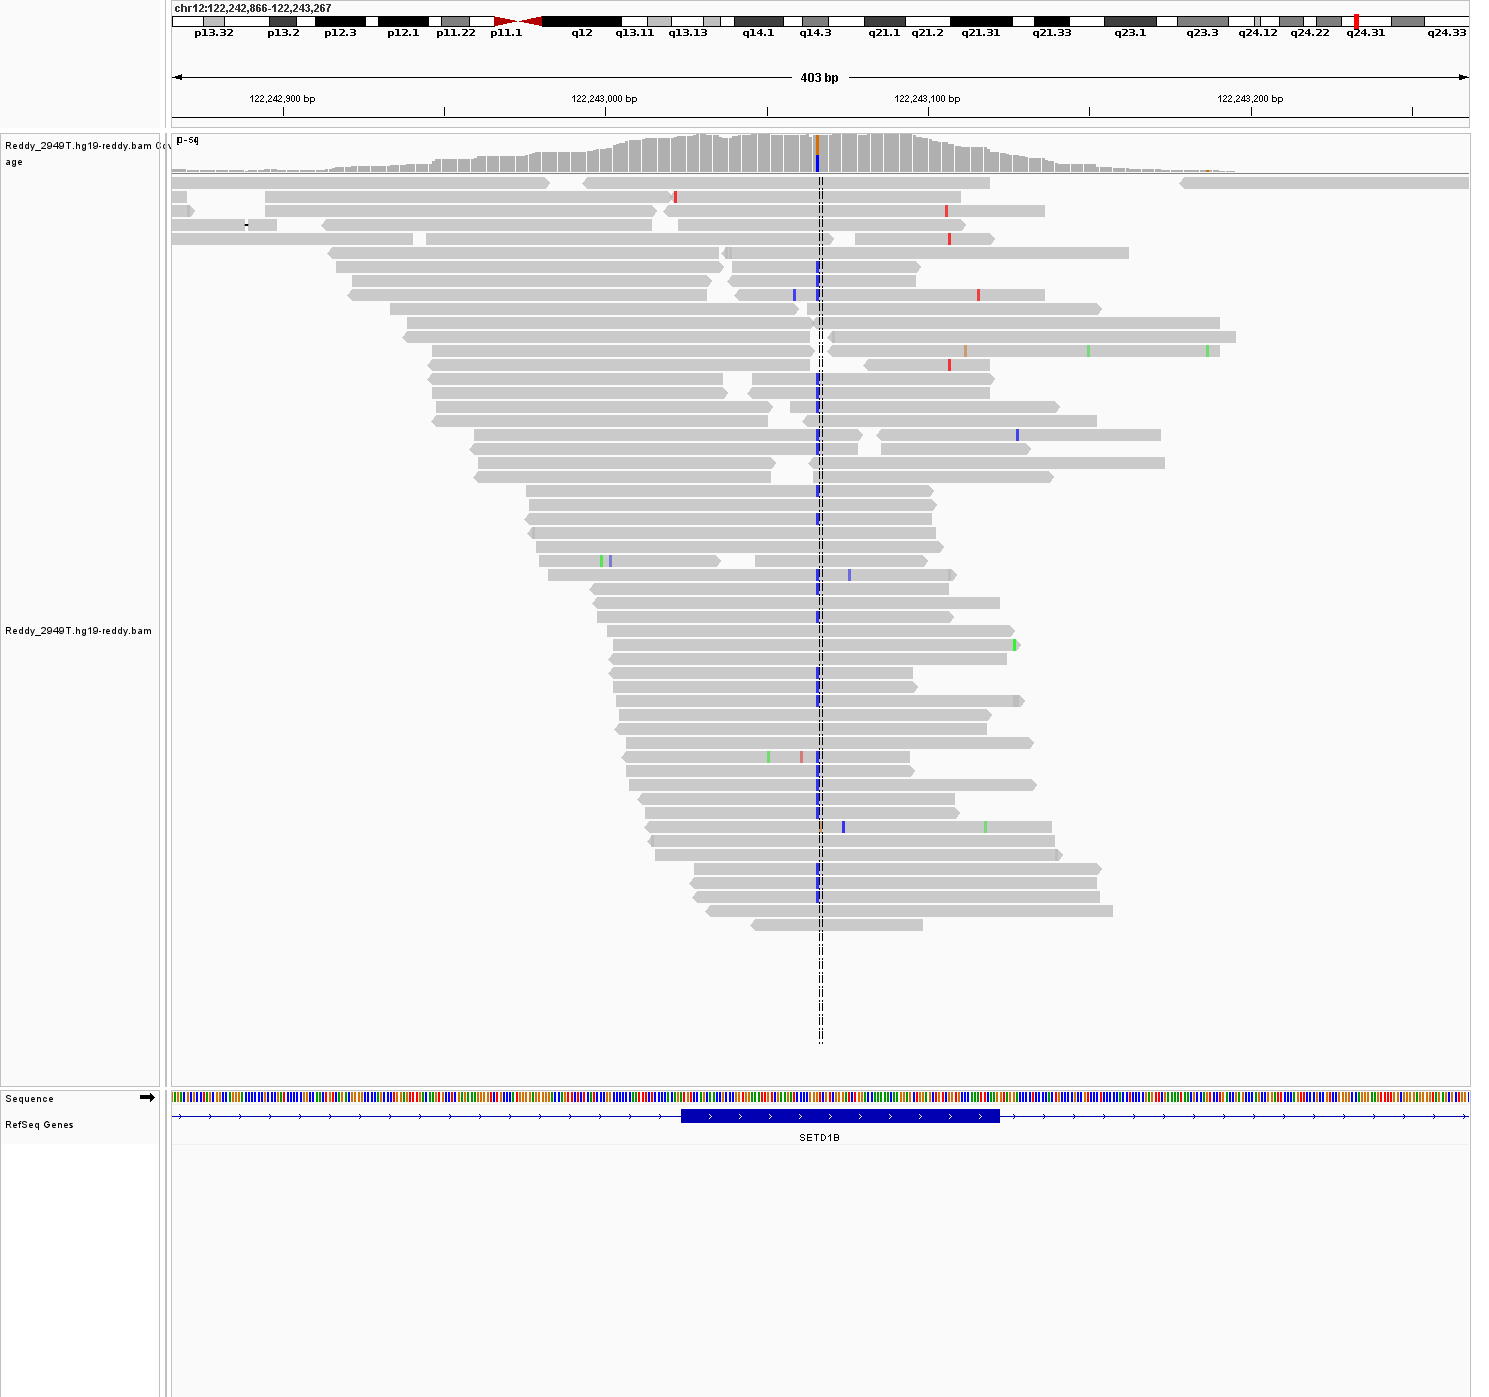 chr12:122,242,866-122,243,267
p13.32 p13.2 p12.3 p12.1 p11.22 p11.1 q12 q13.11 q13.13 q14.1 q14.3 q21.1 q21.2 q21.31 q21.33 q23.1 q23.3 q24.12 q24.22 q24.31 q24.33
403 bp
122,242,900 bp 122,243,000 bp 122,243,100 bp 122,243,200 bp
Reddy_2949T.hg19-reddy.bam Cov
age
Reddy_2949T.hg19-reddy.bam
Sequence
RefSeq Genes
SETD1B